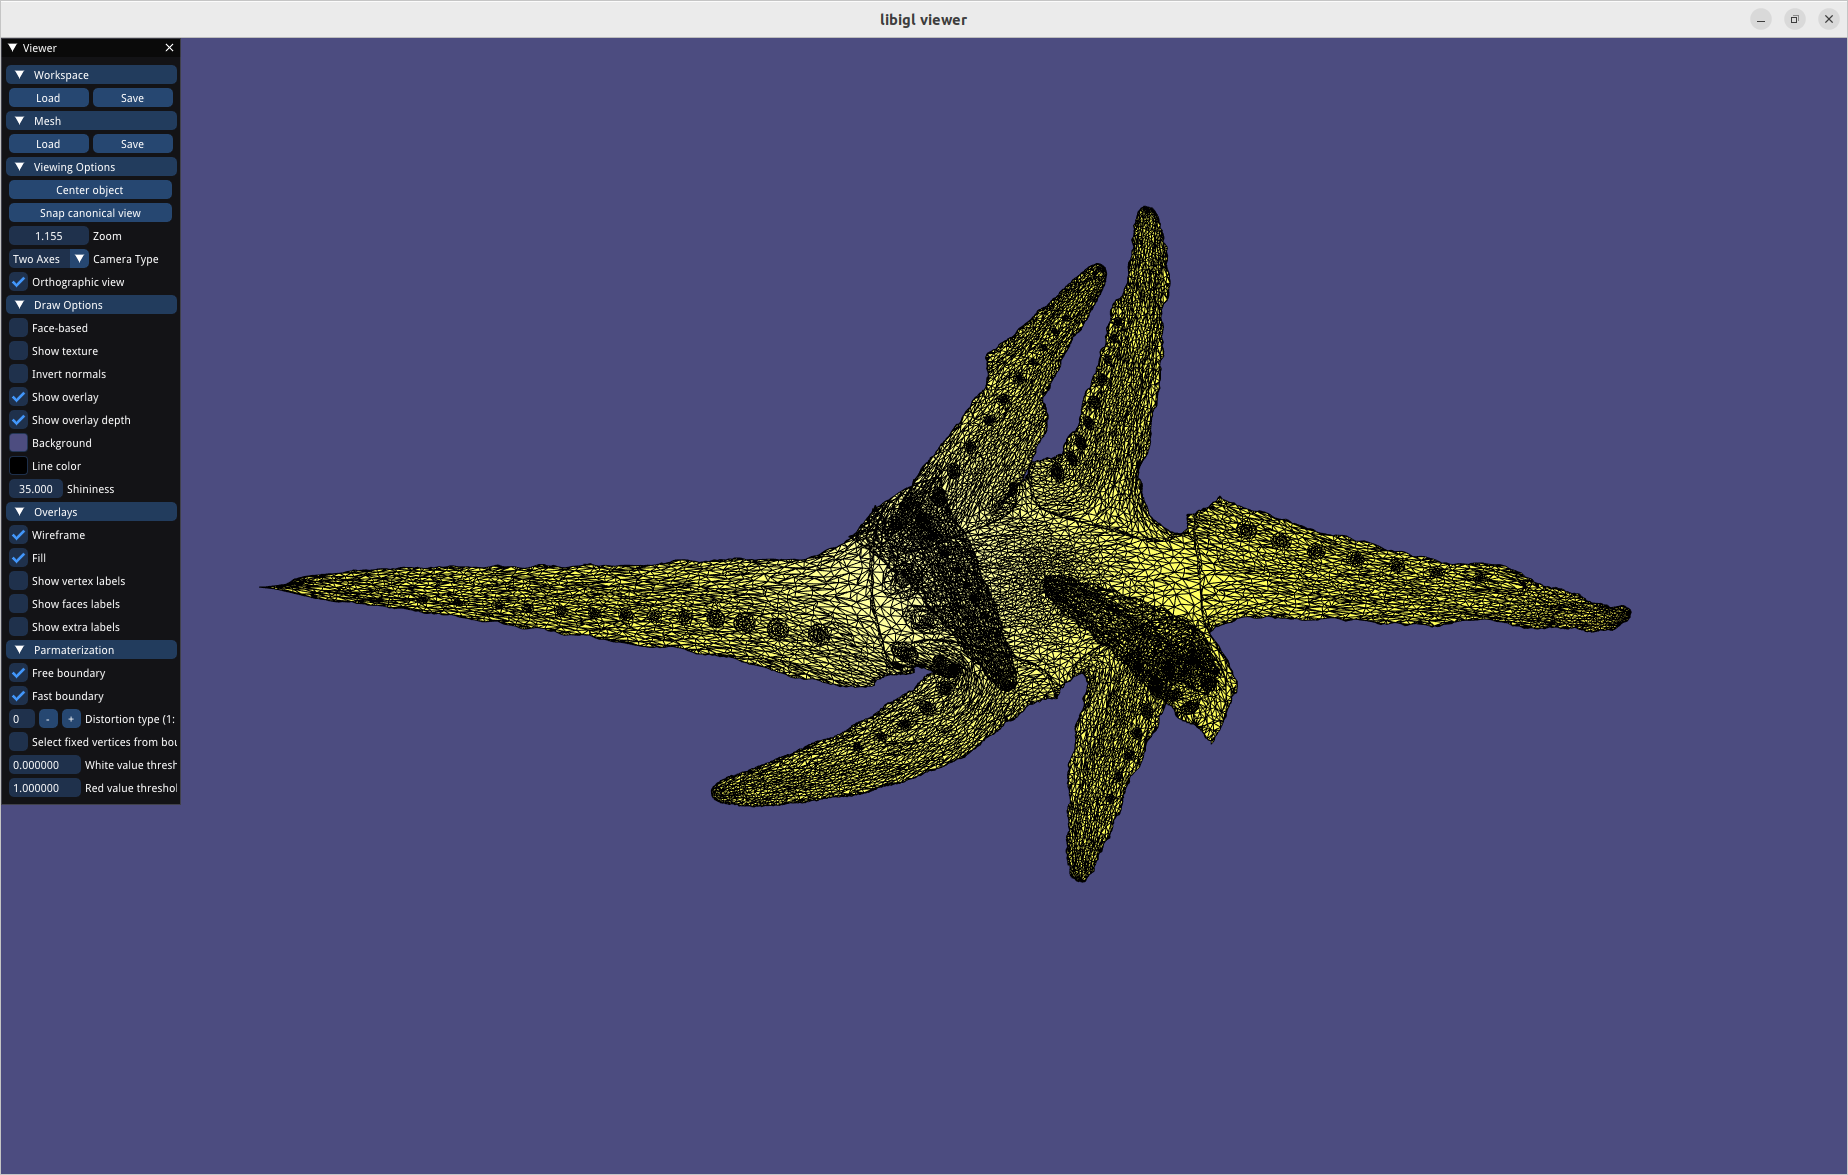 libigl viewer
Viewer
Workspace
Load Save
Mesh
Load Save
Viewing Options
Center object
Snap canonical view
1.155 Zoom
Two Axes Camera Type
Orthographic view
Draw Options
Face-based
Show texture
Invert normals
Show overlay
Show overlay depth
Background
Line color
35.000 Shininess
Overlays
Wireframe
Fill
Show vertex labels
Show faces labels
Show extra labels
Parmaterization
Free boundary
Fast boundary
0 - + Distortion type (1:
Select fixed vertices from bou
0.000000 White value thresh
1.000000 Red value threshol